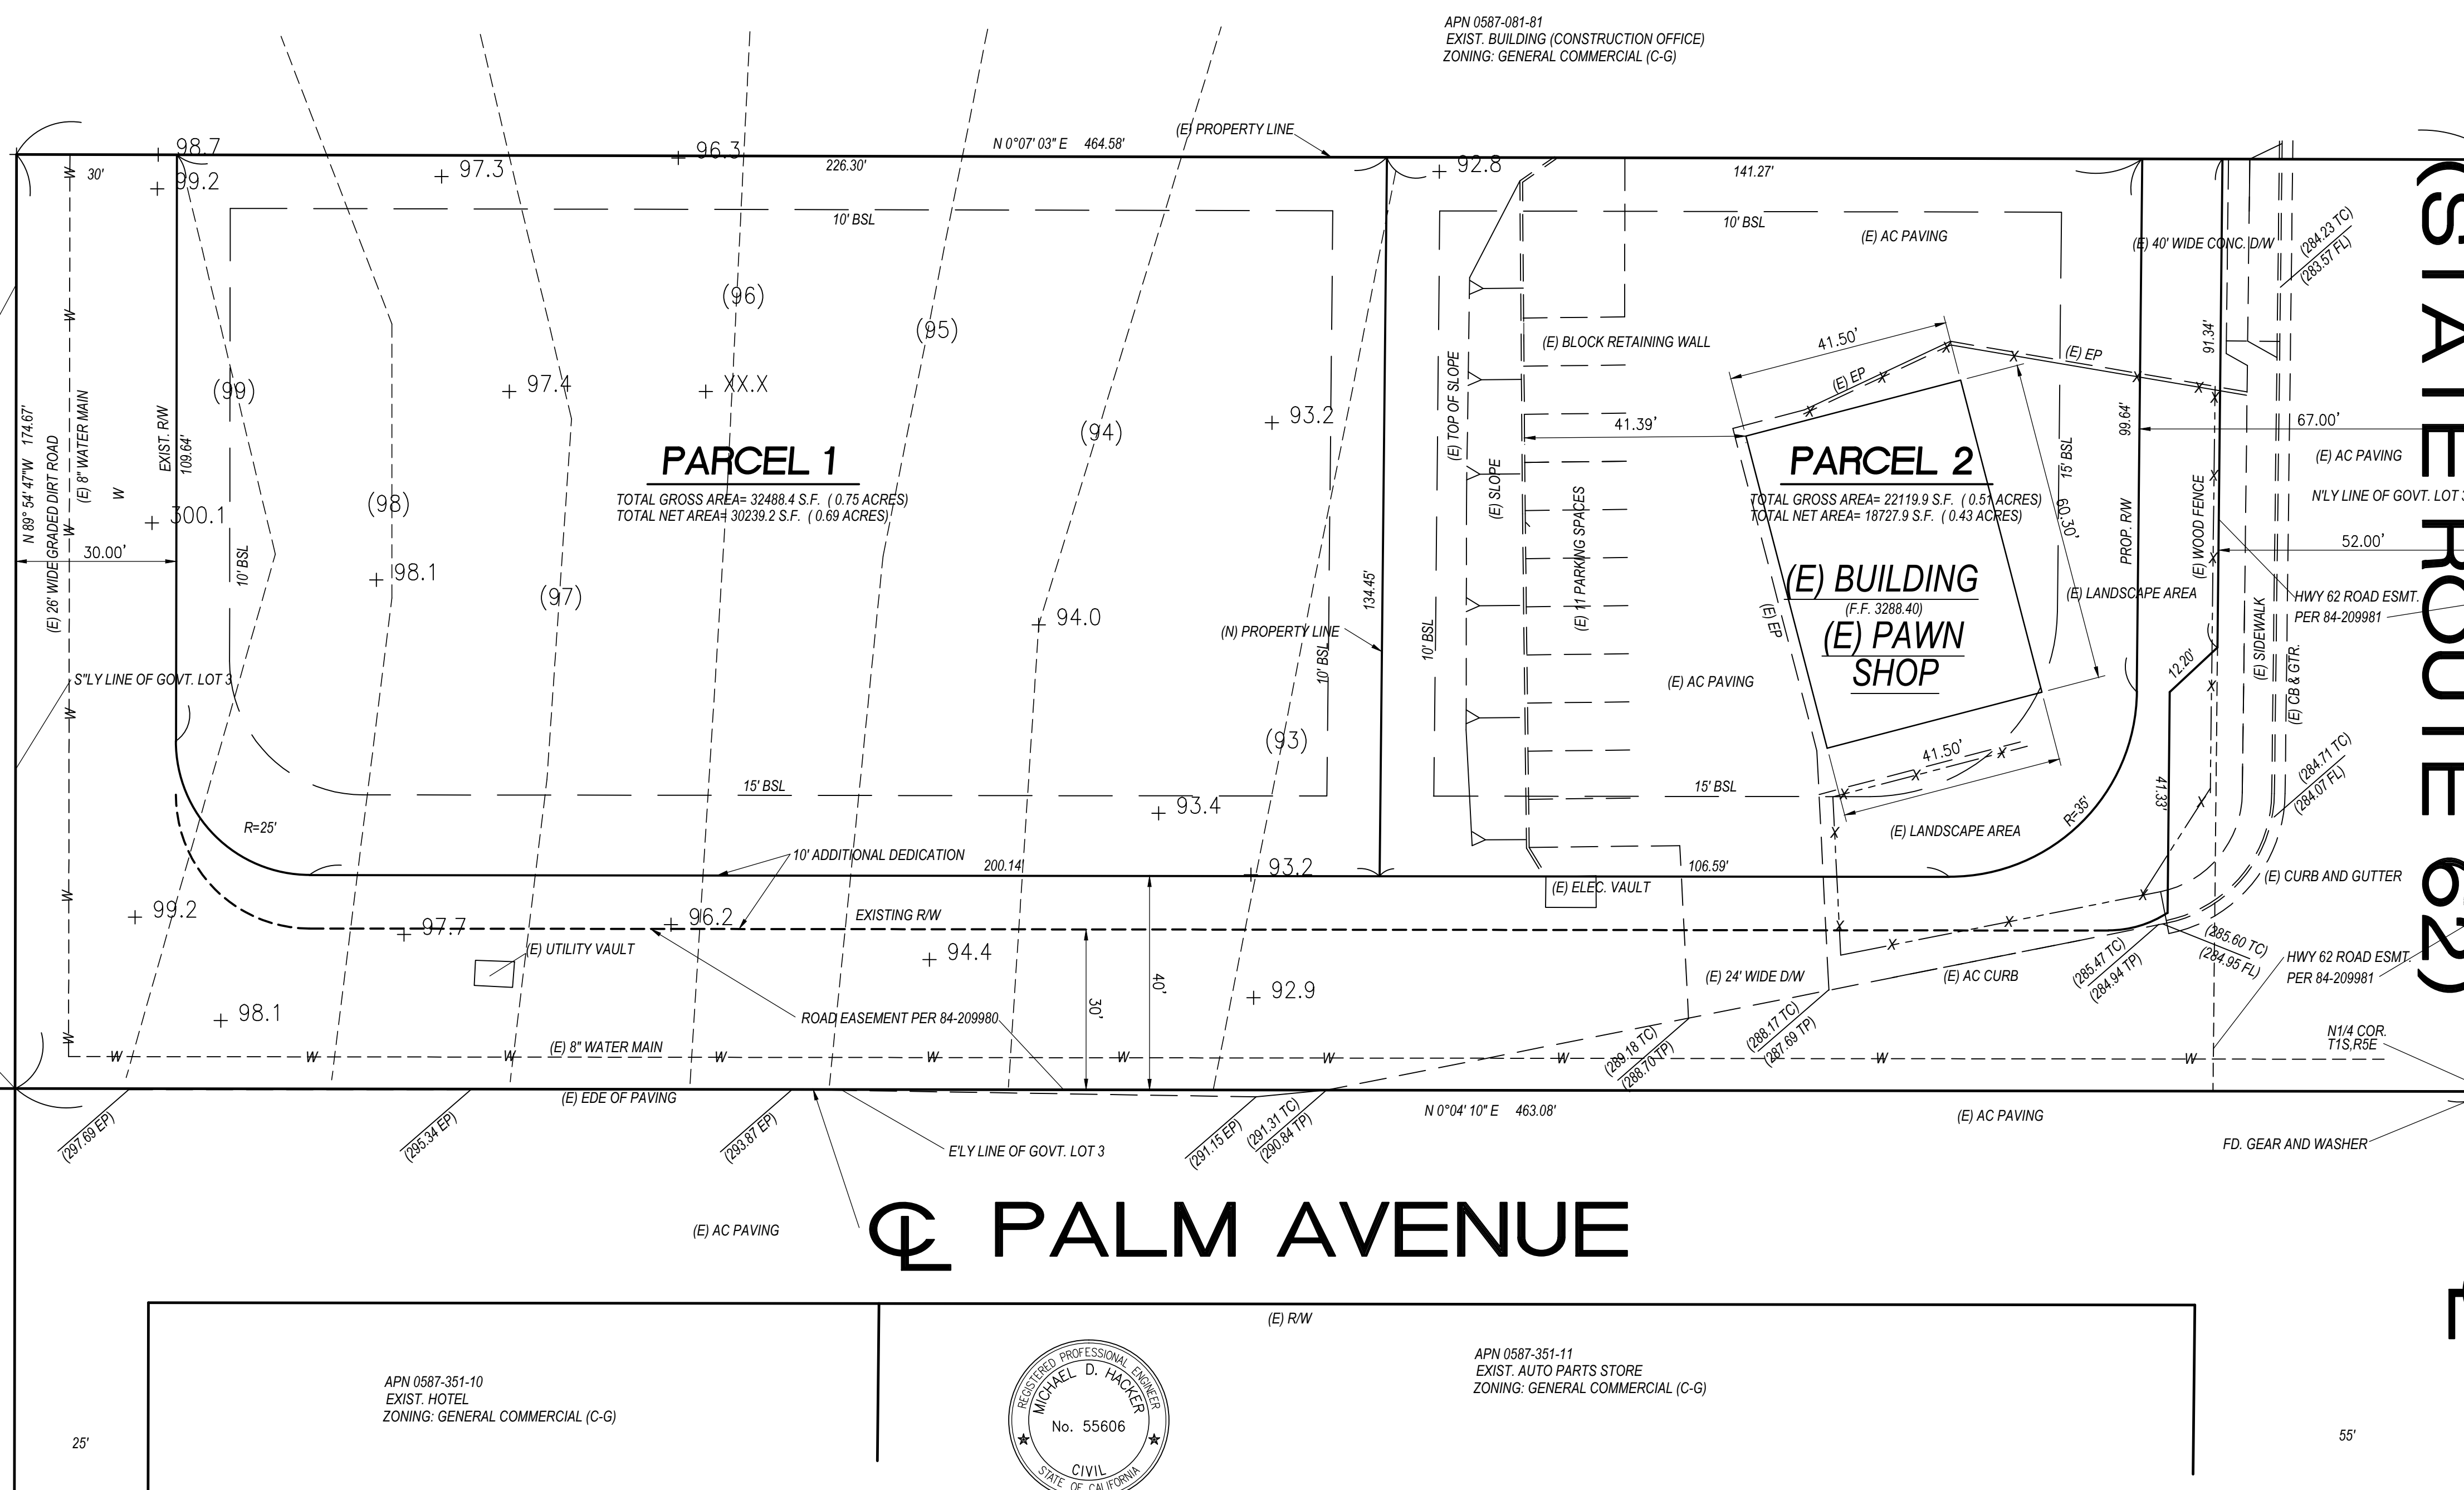 APN 0587-081-81
EXIST. BUILDING (CONSTRUCTION OFFICE)
ZONING: GENERAL COMMERCIAL (C-G)
(E) PROPERTY LINE
N 0°07' 03" E 464.58'
98.7
30'
99.2
97.3
96.3
226.30'
92.8
141.27'
10' BSL
10' BSL
(E) AC PAVING
(E) 40' WIDE CONC. D/W
(284.23 TC)
(283.57 FL)
(STATE ROUTE 62)
(96)
(95)
(99)
(94)
(98)
(97)
(93)
97.4
XX.X
93.2
PARCEL 1
TOTAL GROSS AREA= 32488.4 S.F. ( 0.75 ACRES)
TOTAL NET AREA= 30239.2 S.F. ( 0.69 ACRES)
N 89° 54' 47"W 174.67'
(E) 26' WIDE GRADED DIRT ROAD
(E) 8" WATER MAIN
W
W
W
W
W
W
W
EXIST. R/W
109.64'
300.1
30.00'
10' BSL
98.1
94.0
S"LY LINE OF GOVT. LOT 3
(N) PROPERTY LINE
134.45'
10' BSL
10' BSL
(E) TOP OF SLOPE
(E) SLOPE
(E) BLOCK RETAINING WALL
(E) 11 PARKING SPACES
41.39'
41.50'
(E) EP
(E) EP
(E) EP
PARCEL 2
TOTAL GROSS AREA= 22119.9 S.F. ( 0.51 ACRES)
TOTAL NET AREA= 18727.9 S.F. ( 0.43 ACRES)
(E) BUILDING
(F.F. 3288.40)
(E) PAWN
SHOP
60.30'
15' BSL
99.64'
91.34'
PROP. R/W
(E) WOOD FENCE
67.00'
(E) AC PAVING
N'LY LINE OF GOVT. LOT 3
52.00'
(E) LANDSCAPE AREA
HWY 62 ROAD ESMT.
PER 84-209981
(E) SIDEWALK
(E) CB & GTR.
12.20'
41.33'
(E) AC PAVING
(284.71 TC)
(284.07 FL)
15' BSL
15' BSL
41.50'
R=25'
R=35'
93.4
(E) LANDSCAPE AREA
10' ADDITIONAL DEDICATION
200.14'
93.2
106.59'
(E) ELEC. VAULT
(E) CURB AND GUTTER
99.2
97.7
96.2
EXISTING R/W
(E) UTILITY VAULT
94.4
92.9
98.1
30'
40'
(E) 24' WIDE D/W
(E) AC CURB
(285.47 TC)
(284.94 TP)
(285.60 TC)
(284.95 FL)
HWY 62 ROAD ESMT.
PER 84-209981
ROAD EASEMENT PER 84-209980
(E) 8" WATER MAIN
W W W W W W W W W W
(289.18 TC)
(288.70 TP)
(288.17 TC)
(287.69 TP)
N1/4 COR.
T1S,R5E
(E) EDE OF PAVING
N 0°04' 10" E 463.08'
(E) AC PAVING
(297.69 EP)
(295.34 EP)
(293.87 EP)
(291.15 EP)
(291.31 TC)
(290.84 TP)
FD. GEAR AND WASHER
E'LY LINE OF GOVT. LOT 3
(E) AC PAVING
℄ PALM AVENUE
(E) R/W
APN 0587-351-10
EXIST. HOTEL
ZONING: GENERAL COMMERCIAL (C-G)
REGISTERED PROFESSIONAL ENGINEER
MICHAEL D. HACKER
No. 55606
CIVIL
STATE OF CALIFORNIA
APN 0587-351-11
EXIST. AUTO PARTS STORE
ZONING: GENERAL COMMERCIAL (C-G)
25'
55'